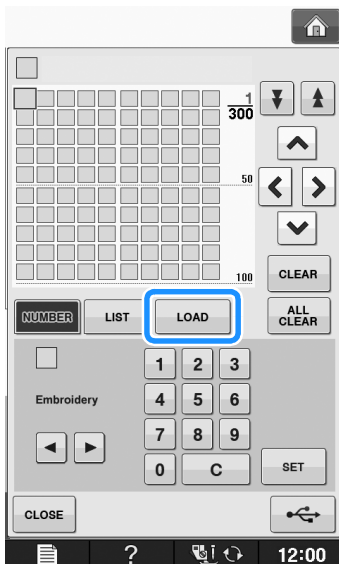 1
300
50
100
CLEAR
NUMBER LIST LOAD ALL CLEAR
1 2 3
Embroidery 4 5 6
7 8 9
0 C SET
CLOSE
? 12:00